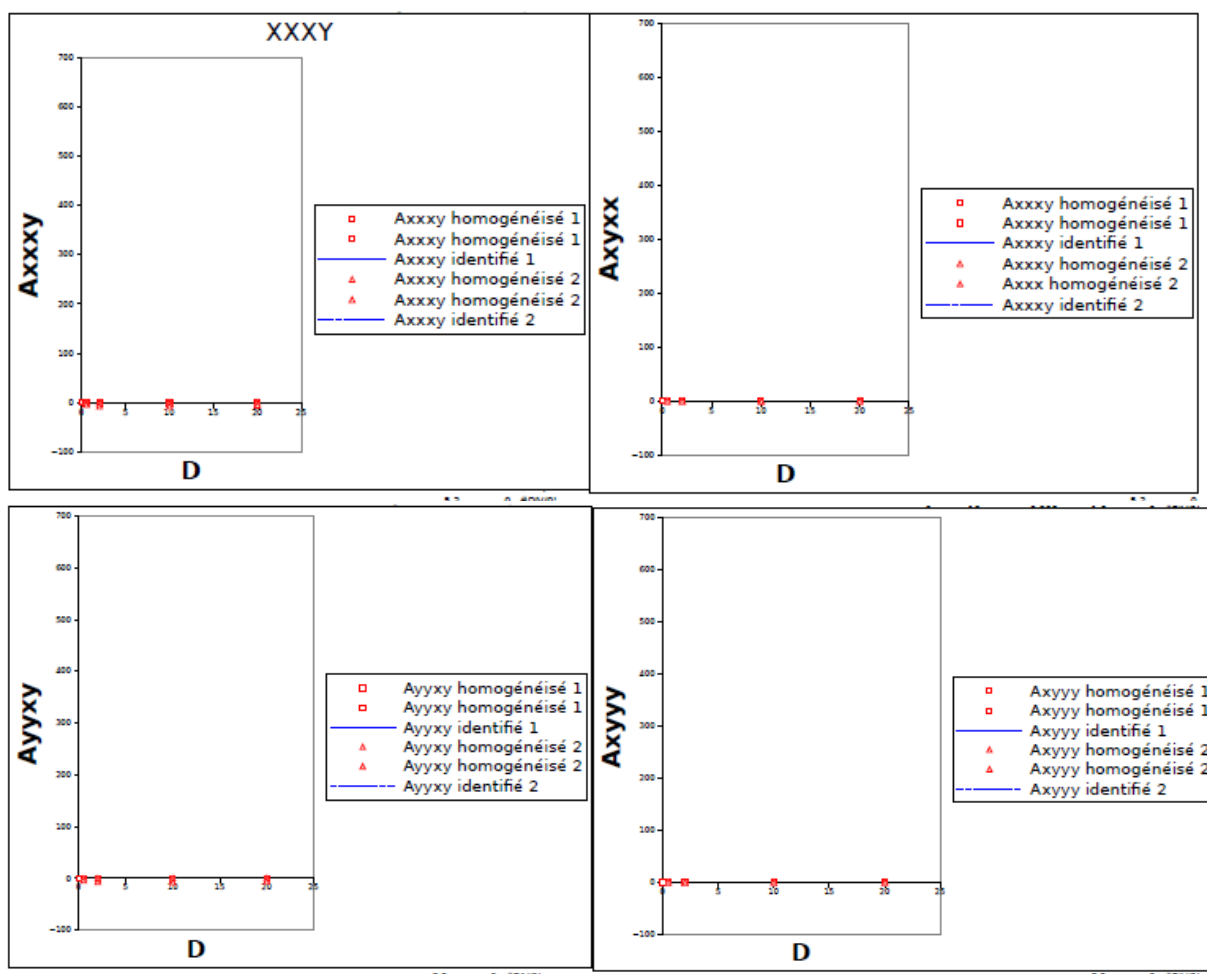 XXXY
700
600
500
400
300
200
100
0
−100
0 5 10 15 20 25
Axxxy
D
Axxxy homogénéisé 1
Axxxy homogénéisé 1
Axxxy identifié 1
Axxxy homogénéisé 2
Axxxy homogénéisé 2
Axxxy identifié 2
700
600
500
400
300
200
100
0
−100
0 5 10 15 20 25
Axyxx
D
Axxxy homogénéisé 1
Axxxy homogénéisé 1
Axxxy identifié 1
Axxxy homogénéisé 2
Axxx homogénéisé 2
Axxxy identifié 2
700
600
500
400
300
200
100
0
−100
0 5 10 15 20 25
Ayyxy
D
Ayyxy homogénéisé 1
Ayyxy homogénéisé 1
Ayyxy identifié 1
Ayyxy homogénéisé 2
Ayyxy homogénéisé 2
Ayyxy identifié 2
700
600
500
400
300
200
100
0
−100
0 5 10 15 20 25
Axyyy
D
Axyyy homogénéisé 1
Axyyy homogénéisé 1
Axyyy identifié 1
Axyyy homogénéisé 2
Axyyy homogénéisé 2
Axyyy identifié 2